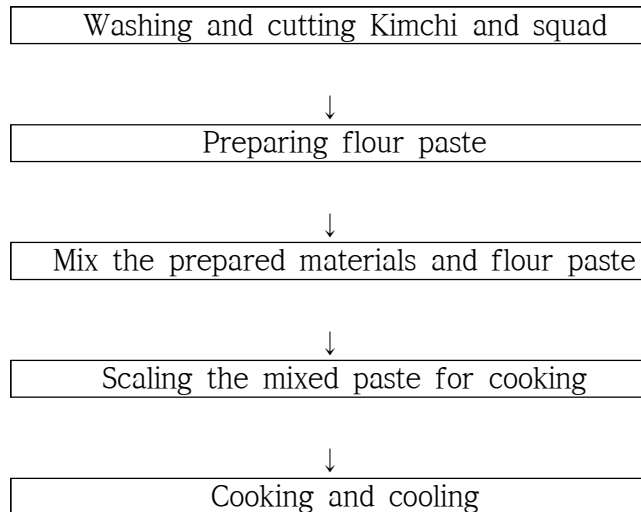 Washing and cutting Kimchi and squad
↓
Preparing flour paste
↓
Mix the prepared materials and flour paste
↓
Scaling the mixed paste for cooking
↓
Cooking and cooling